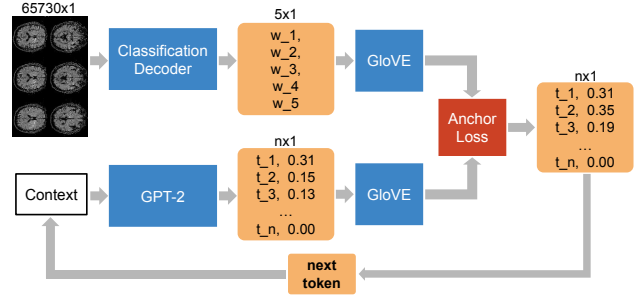 65730x1
Classification
Decoder
5x1
w_1,
w_2,
w_3,
w_4
w_5
GloVE
Anchor
Loss
nx1
t_1, 0.31
t_2, 0.35
t_3, 0.19
...
t_n, 0.00
Context
GPT-2
nx1
t_1, 0.31
t_2, 0.15
t_3, 0.13
...
t_n, 0.00
GloVE
next
token